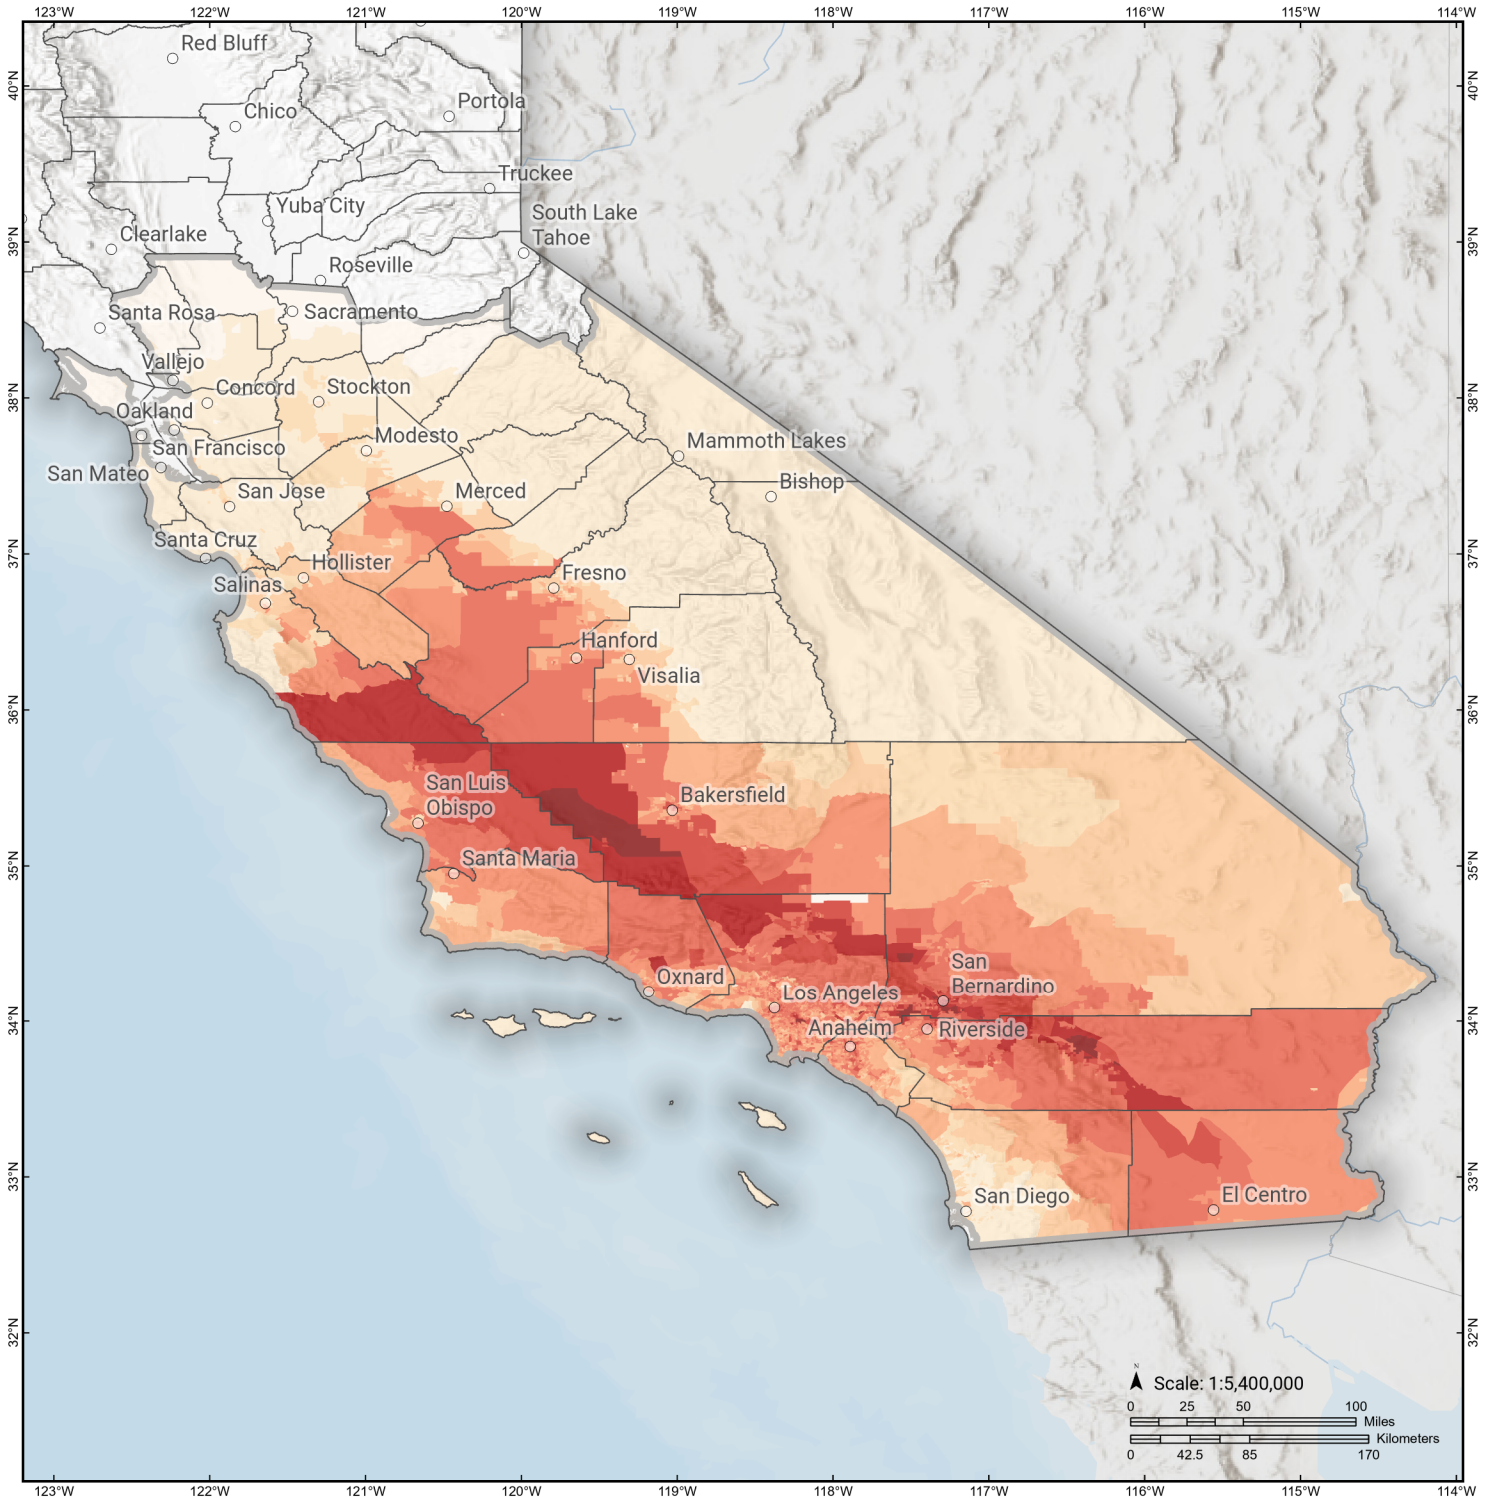 123°W 122°W 121°W 120°W 119°W 118°W 117°W 116°W 115°W 114°W
Red Bluff
40°N
40°N
Portola
Chico
Truckee
Yuba City
South Lake
Tahoe
Clearlake
39°N
39°N
Roseville
Santa Rosa
Sacramento
Vallejo
Concord
Stockton
38°N
38°N
Oakland
Modesto
Mammoth Lakes
San Francisco
San Mateo
Bishop
San Jose
Merced
Santa Cruz
37°N
37°N
Hollister
Fresno
Salinas
Hanford
Visalia
36°N
36°N
San Luis
Obispo
Bakersfield
Santa Maria
35°N
35°N
San
Bernardino
Oxnard
Los Angeles
34°N
34°N
Anaheim
Riverside
33°N
33°N
San Diego
El Centro
32°N
32°N
N
Scale: 1:5,400,000
0 25 50 100
Miles
Kilometers
0 42.5 85 170
123°W 122°W 121°W 120°W 119°W 118°W 117°W 116°W 115°W 114°W